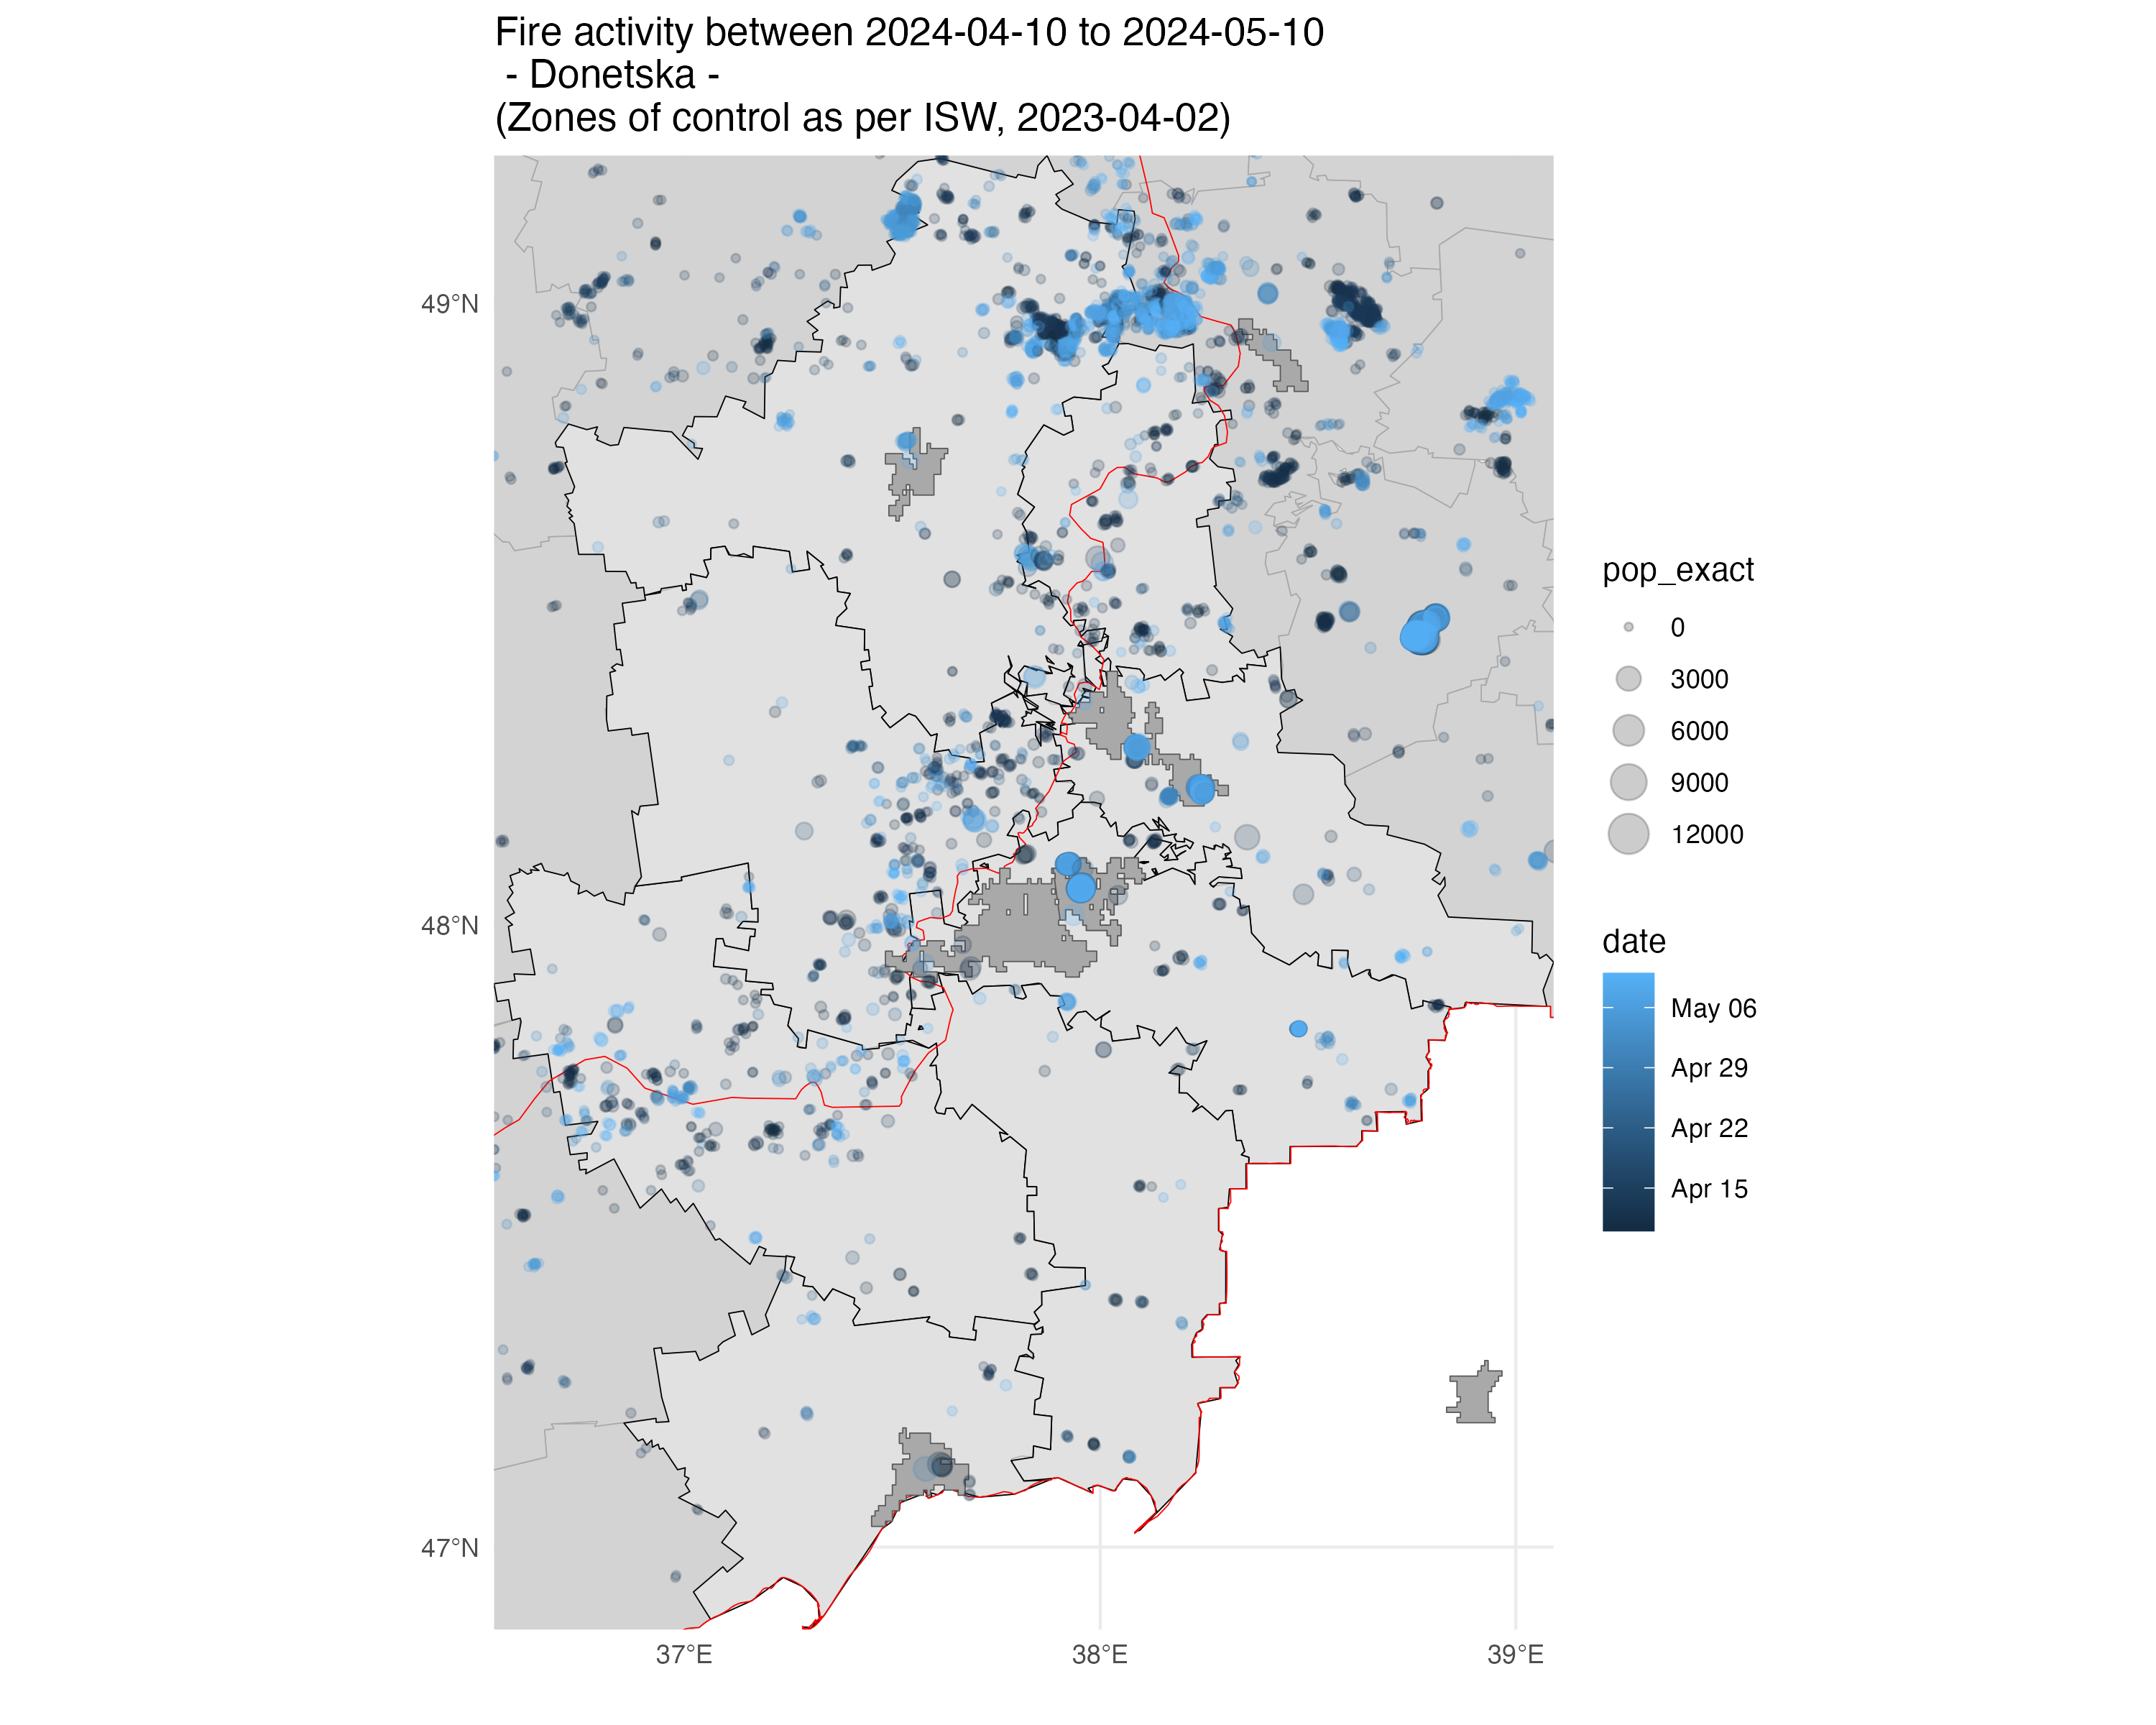 Fire activity between 2024-04-10 to 2024-05-10
- Donetska -
(Zones of control as per ISW, 2023-04-02)
49°N
48°N
47°N
37°E
38°E
39°E
pop_exact
0
3000
6000
9000
12000
date
May 06
Apr 29
Apr 22
Apr 15